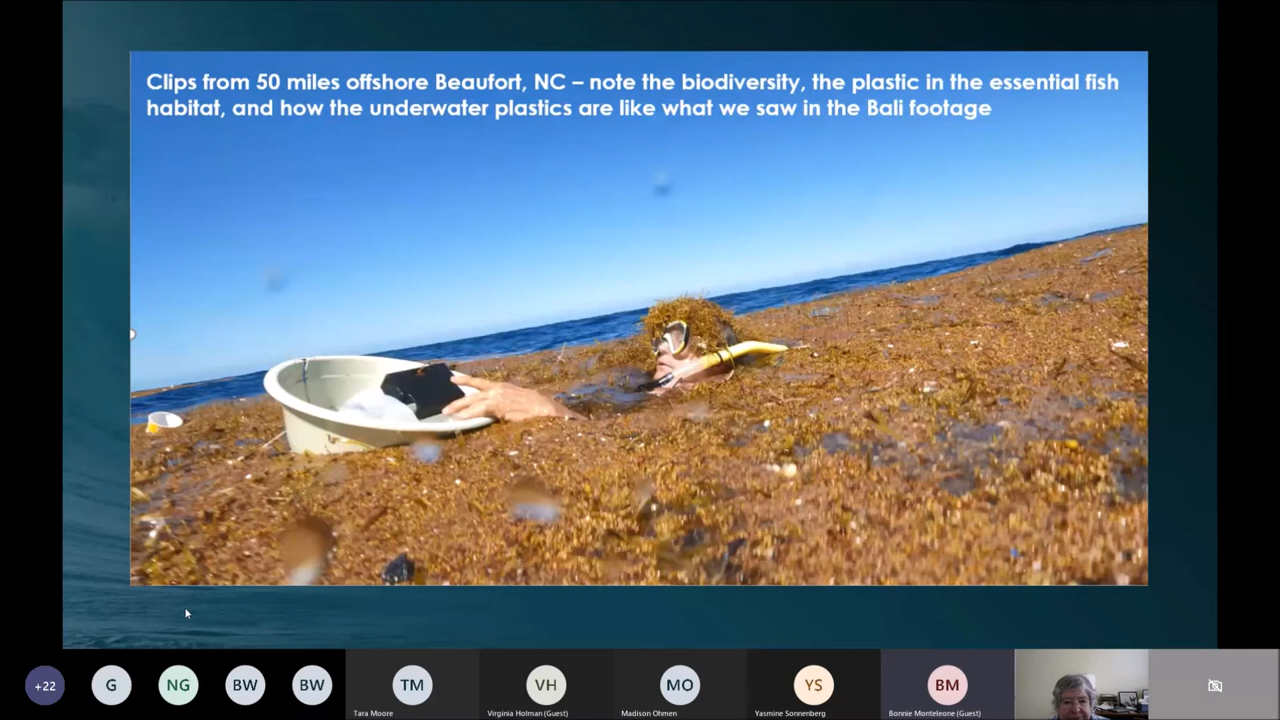 Clips from 50 miles offshore Beaufort, NC – note the biodiversity, the plastic in the essential fish
habitat, and how the underwater plastics are like what we saw in the Bali footage
+22
G
NG
BW
BW
TM
VH
MO
YS
BM
Tara Moore
Virginia Holman (Guest)
Madison Ohmen
Yasmine Sonnenberg
Bonnie Monteleone (Guest)